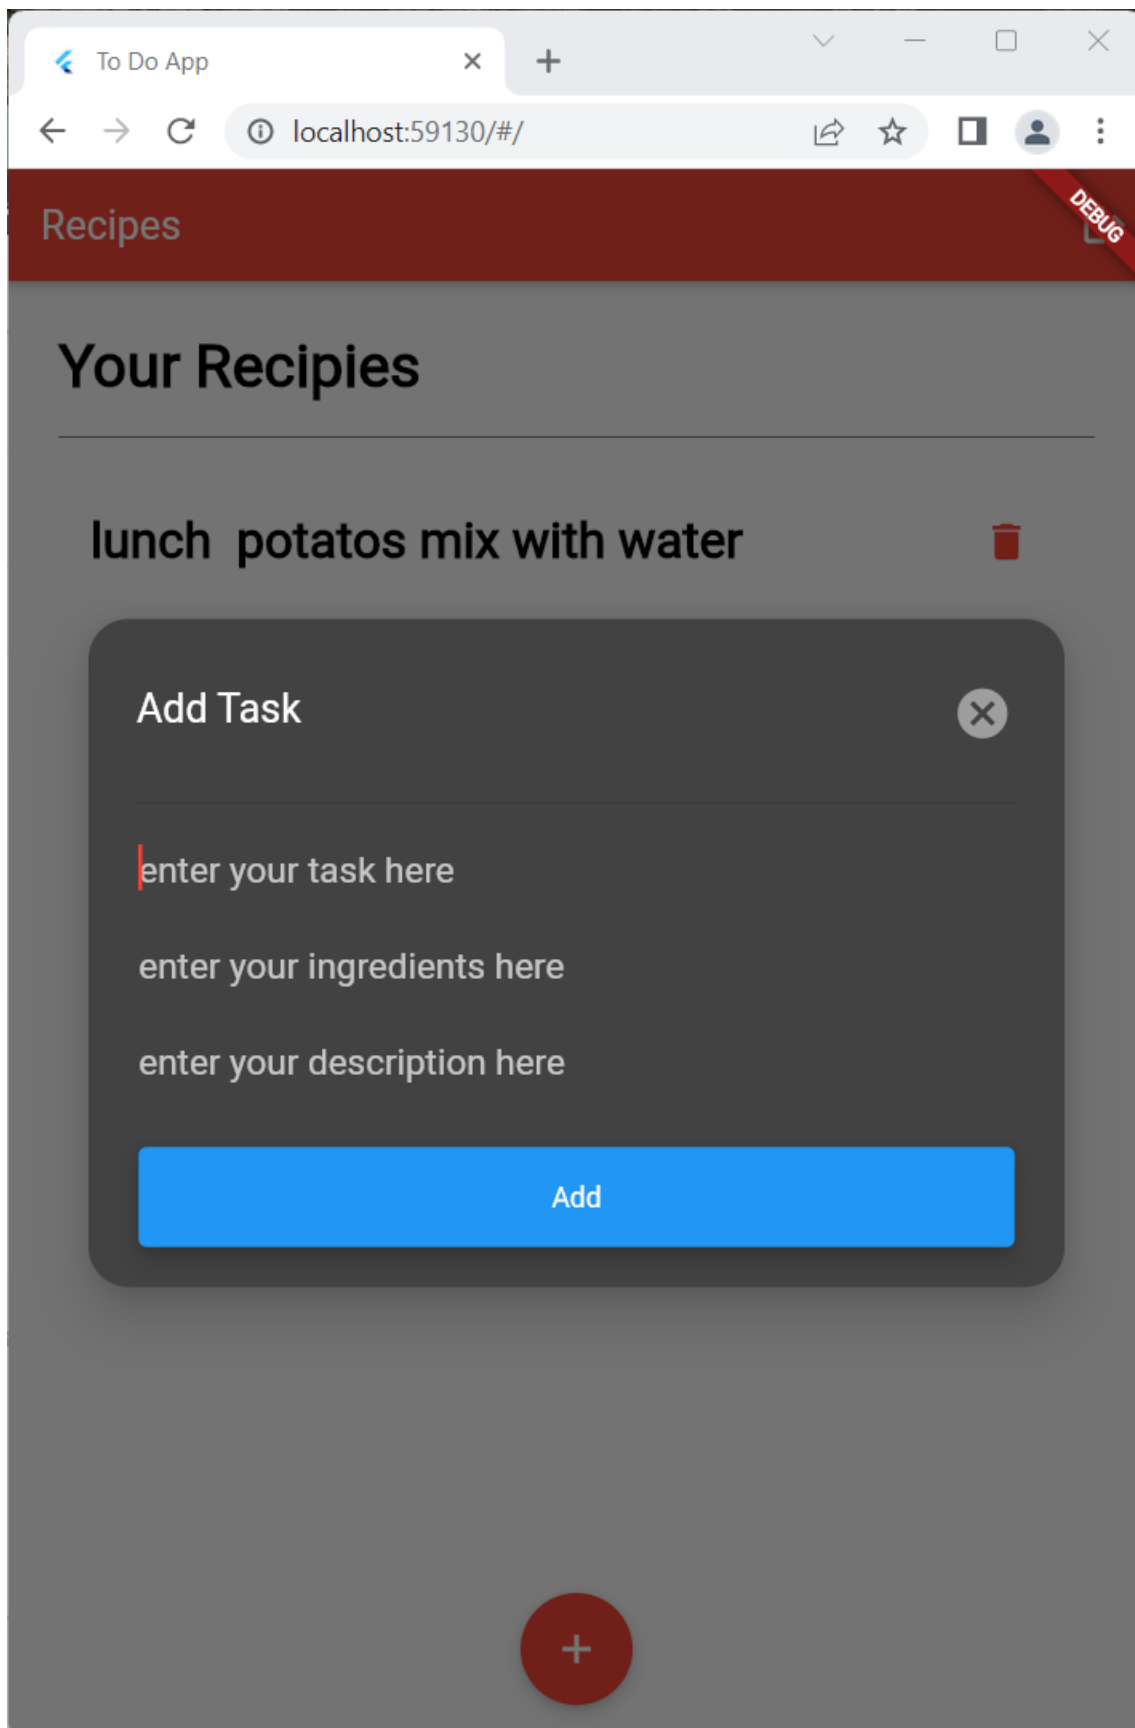 To Do App
localhost:59130/#/
Recipes
DEBUG
Your Recipies
lunch  potatos mix with water
Add Task
enter your task here
enter your ingredients here
enter your description here
Add